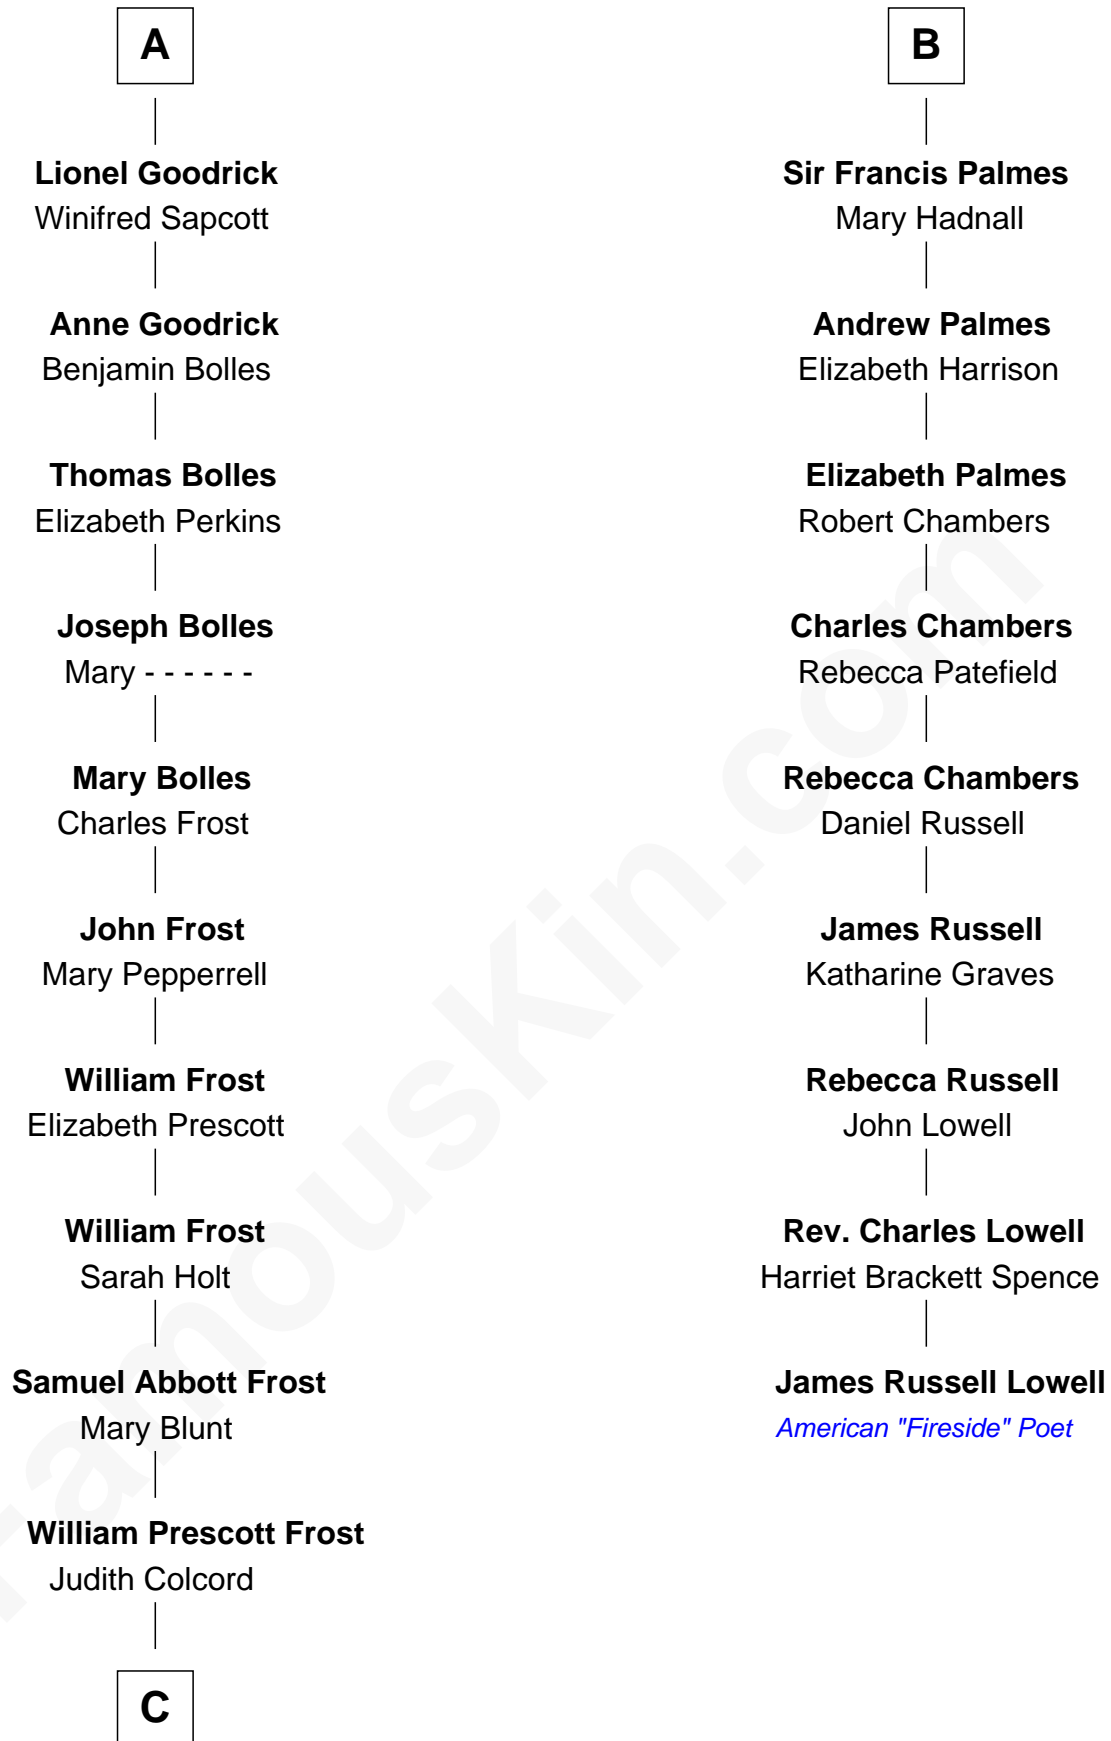 A
Lionel Goodrick
Winifred Sapcott
Anne Goodrick
Benjamin Bolles
Thomas Bolles
Elizabeth Perkins
Joseph Bolles
Mary - - - - - -
Mary Bolles
Charles Frost
John Frost
Mary Pepperrell
William Frost
Elizabeth Prescott
William Frost
Sarah Holt
Samuel Abbott Frost
Mary Blunt
William Prescott Frost
Judith Colcord
C
B
Sir Francis Palmes
Mary Hadnall
Andrew Palmes
Elizabeth Harrison
Elizabeth Palmes
Robert Chambers
Charles Chambers
Rebecca Patefield
Rebecca Chambers
Daniel Russell
James Russell
Katharine Graves
Rebecca Russell
John Lowell
Rev. Charles Lowell
Harriet Brackett Spence
James Russell Lowell
American "Fireside" Poet
FamousKin.com